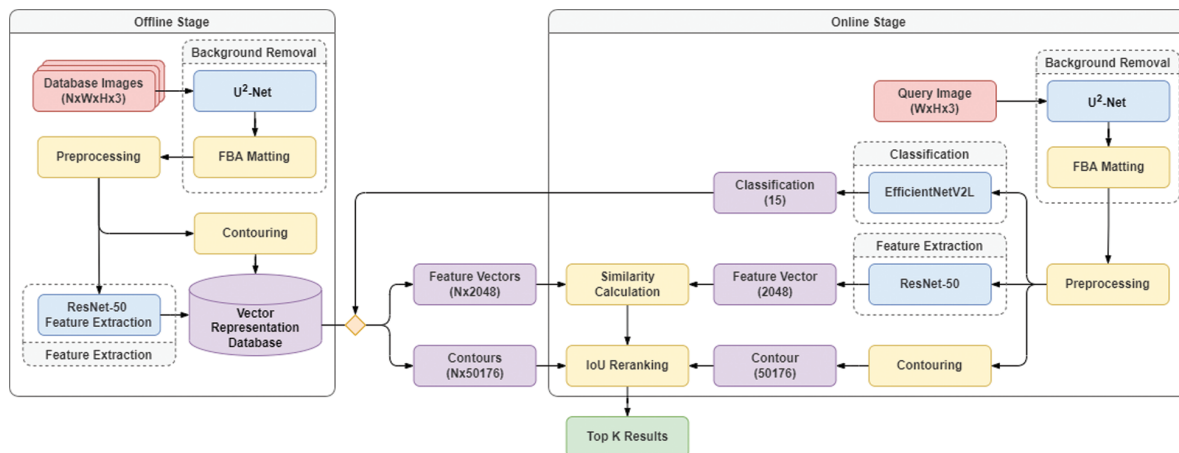 Offline Stage
Background Removal
Database Images
(NxWxHx3)
U²-Net
Preprocessing
FBA Matting
Contouring
ResNet-50
Feature Extraction
Feature Extraction
Vector
Representation
Database
Online Stage
Background Removal
Query Image
(WxHx3)
U²-Net
FBA Matting
Classification
EfficientNetV2L
Classification
(15)
Feature Extraction
ResNet-50
Preprocessing
Feature Vectors
(Nx2048)
Similarity
Calculation
Feature Vector
(2048)
Contours
(Nx50176)
IoU Reranking
Contour
(50176)
Contouring
Top K Results